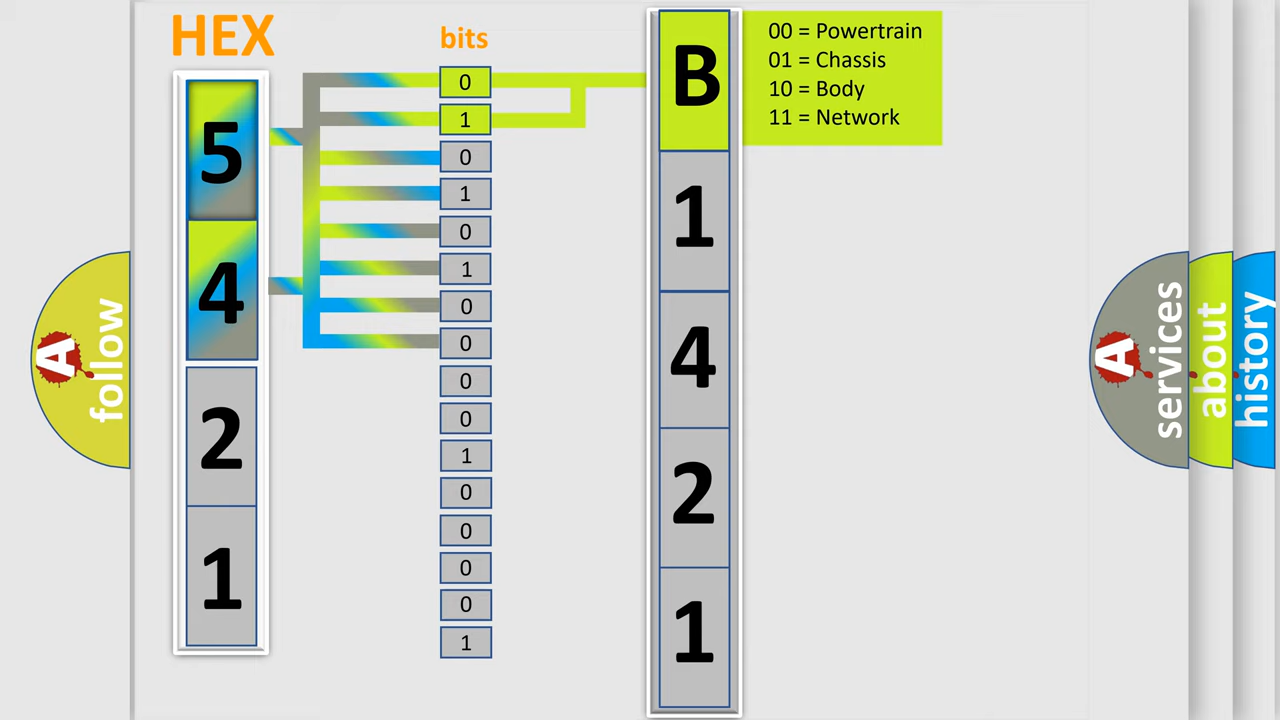 HEX
bits
5
4
2
1
0
1
0
1
0
1
0
0
0
0
1
0
0
0
0
1
B
1
4
2
1
00 = Powertrain
01 = Chassis
10 = Body
11 = Network
A
follow
A
services
about
history